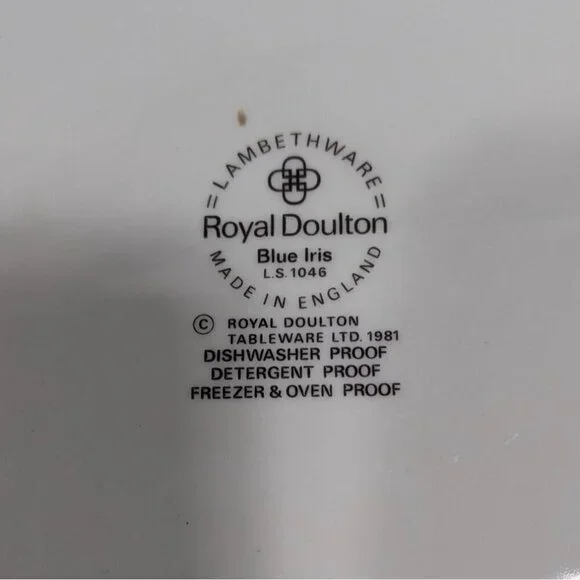 = LAMBETHWARE =
Royal Doulton
Blue Iris
L.S. 1046
MADE IN ENGLAND
© ROYAL DOULTON
TABLEWARE LTD. 1981
DISHWASHER PROOF
DETERGENT PROOF
FREEZER & OVEN PROOF